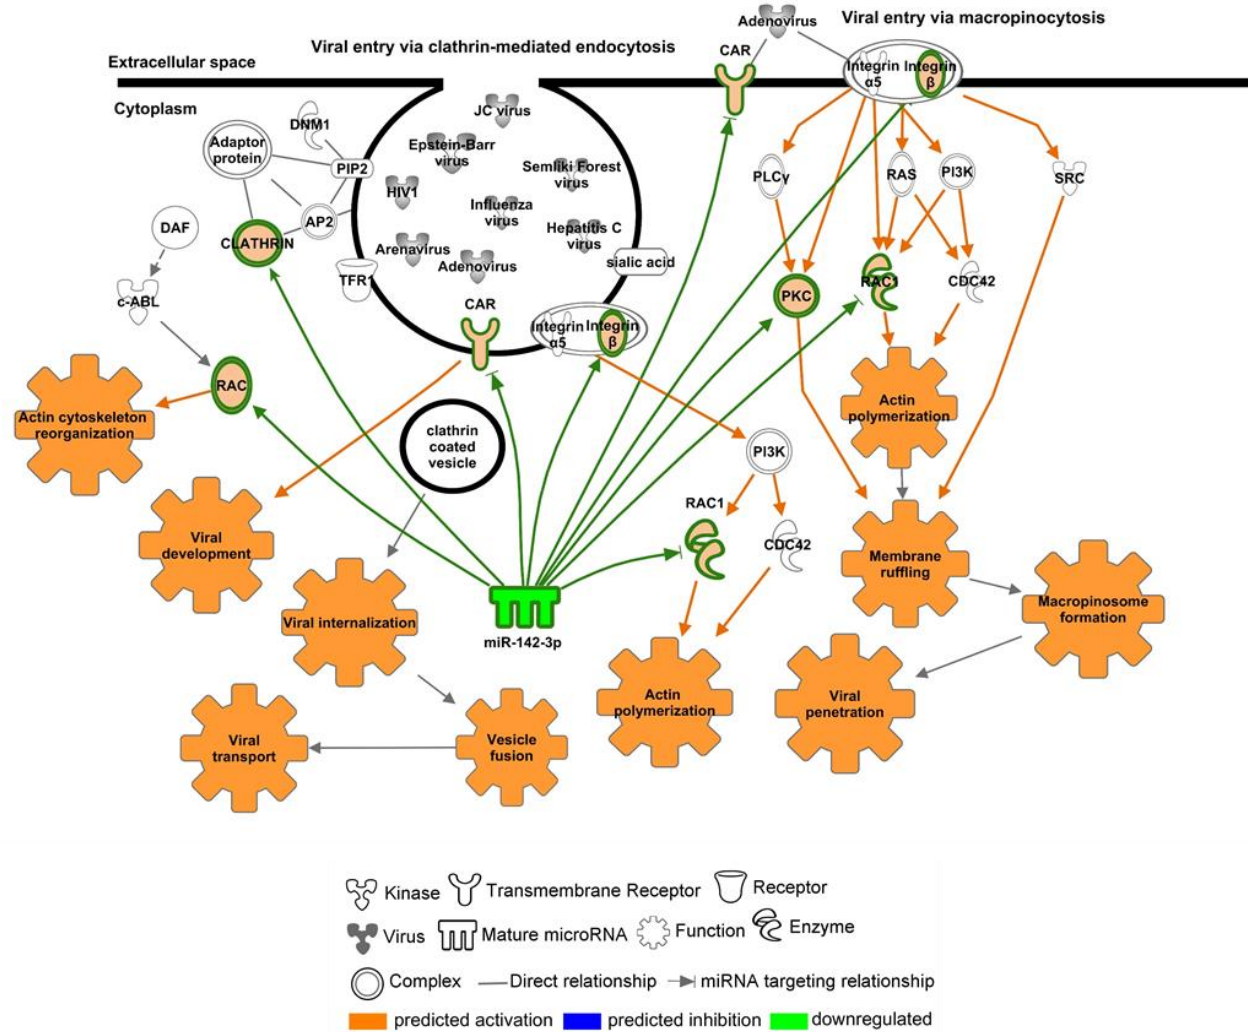 Adenovirus
Viral entry via macropinocytosis
Viral entry via clathrin-mediated endocytosis
CAR
Extracellular space
Integrin
α5
Integrin
β
Cytoplasm
JC virus
DNM1
Adaptor
protein
Epstein-Barr
virus
PIP2
Semliki Forest
virus
HIV1
PLCγ
RAS
PI3K
SRC
Influenza
virus
AP2
DAF
Hepatitis C
virus
CLATHRIN
Arenavirus
Adenovirus
sialic acid
TFR1
c-ABL
PKC
RAC1
CDC42
CAR
Integrin
α5
Integrin
β
RAC
Actin
polymerization
Actin cytoskeleton
reorganization
clathrin
coated
vesicle
PI3K
RAC1
CDC42
Viral
development
Membrane
ruffling
Macropinosome
formation
Viral internalization
miR-142-3p
Actin
polymerization
Viral
penetration
Viral
transport
Vesicle
fusion
Kinase
Transmembrane Receptor
Receptor
Virus
Mature microRNA
Function
Enzyme
Complex
Direct relationship
miRNA targeting relationship
predicted activation
predicted inhibition
downregulated